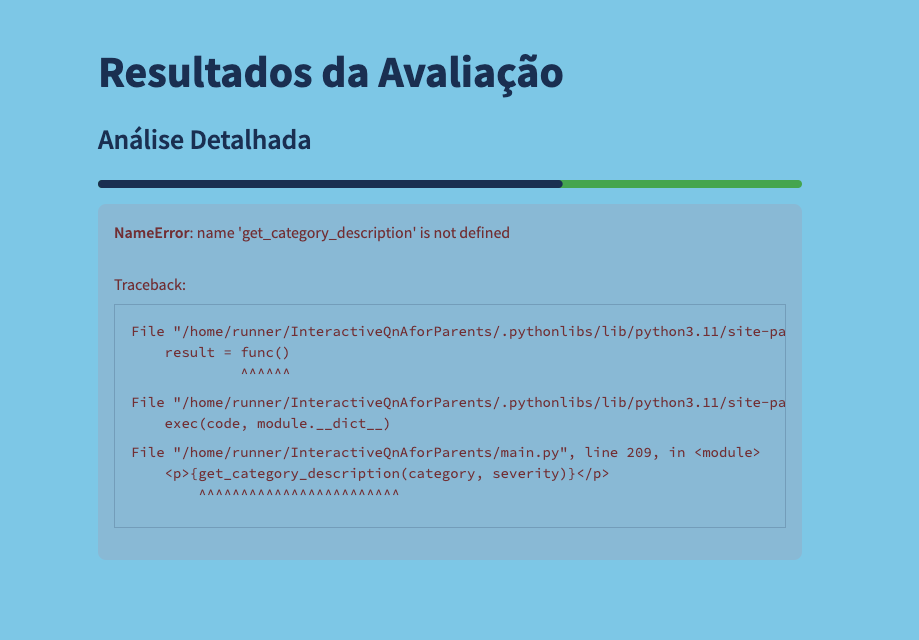 Resultados da Avaliação
Análise Detalhada
NameError: name 'get_category_description' is not defined
Traceback:
File "/home/runner/InteractiveQnAforParents/.pythonlibs/lib/python3.11/site-pa
result = func()
^^^^^^
File "/home/runner/InteractiveQnAforParents/.pythonlibs/lib/python3.11/site-pa
exec(code, module.__dict__)
File "/home/runner/InteractiveQnAforParents/main.py", line 209, in <module>
<p>{get_category_description(category, severity)}</p>
^^^^^^^^^^^^^^^^^^^^^^^^